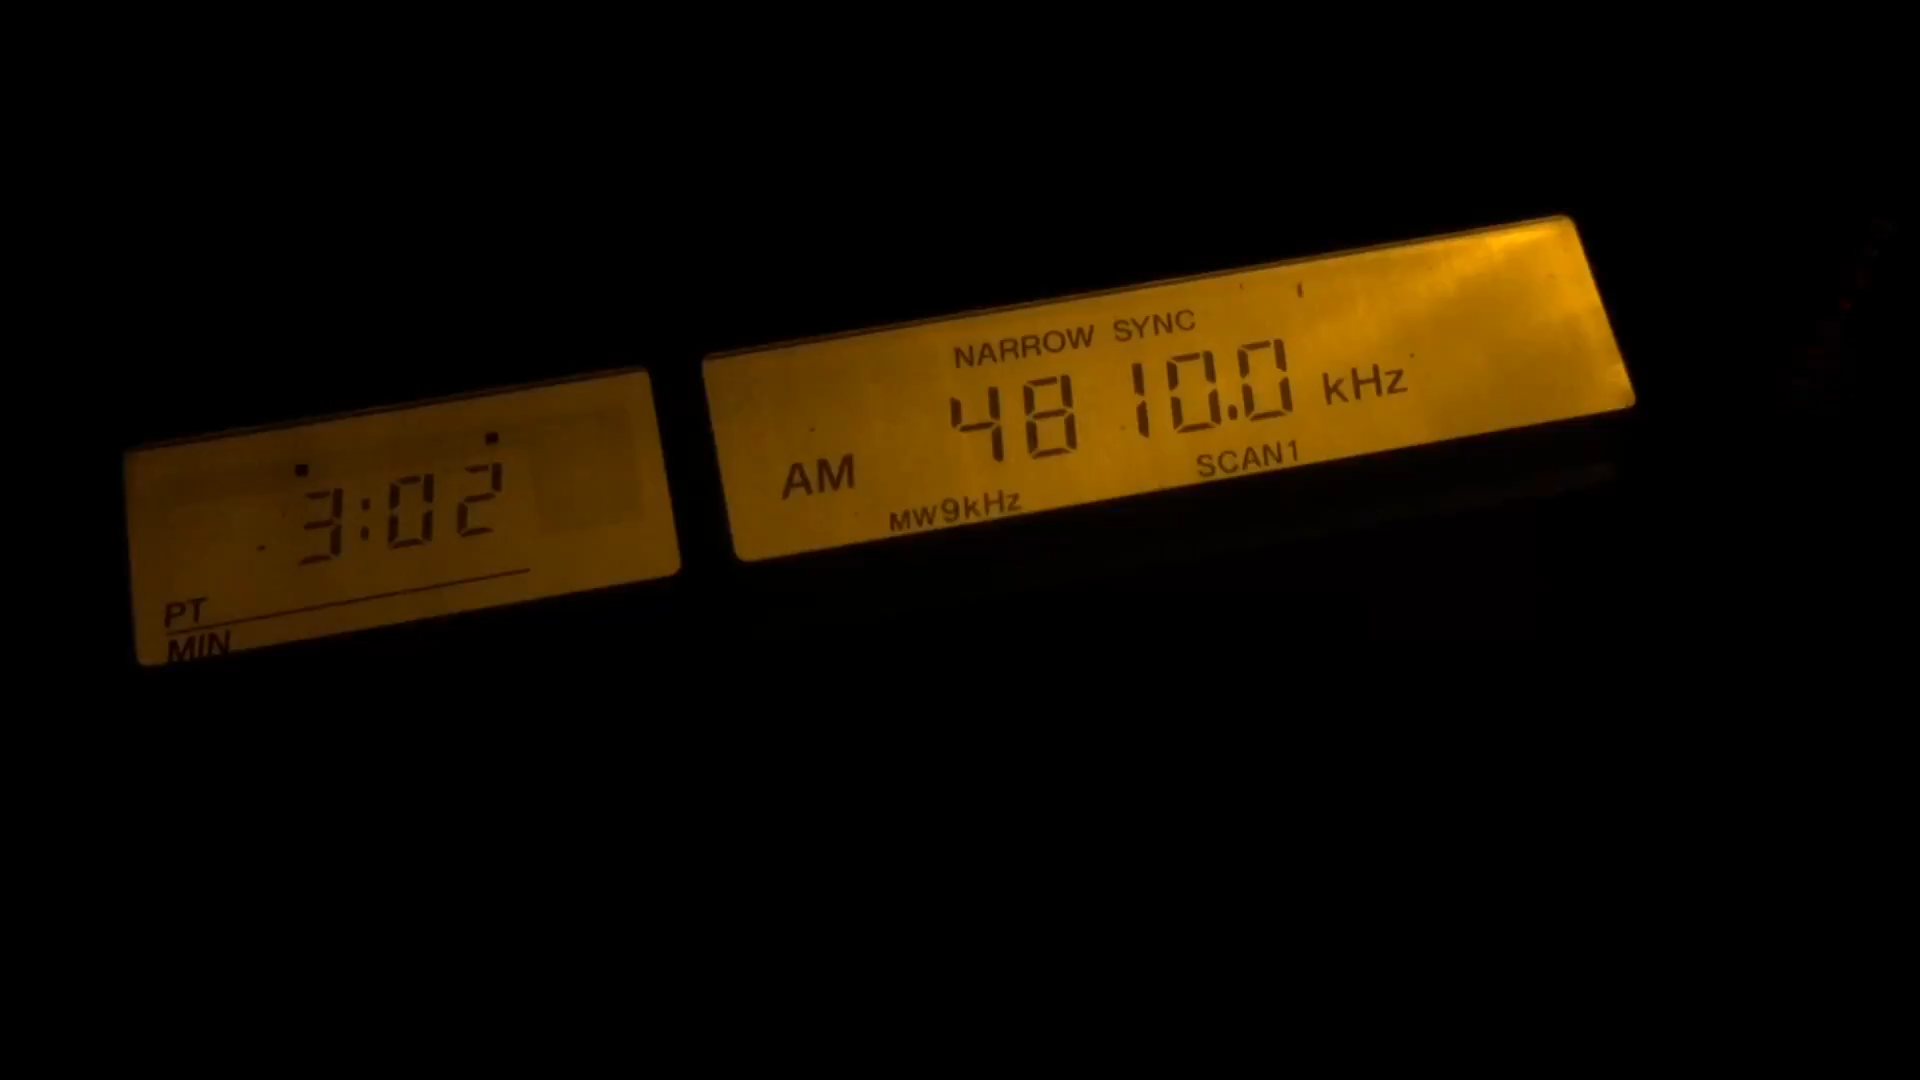 3:02
PT
MIN
NARROW SYNC
4810.0 kHz
AM
SCAN1
MW9kHz